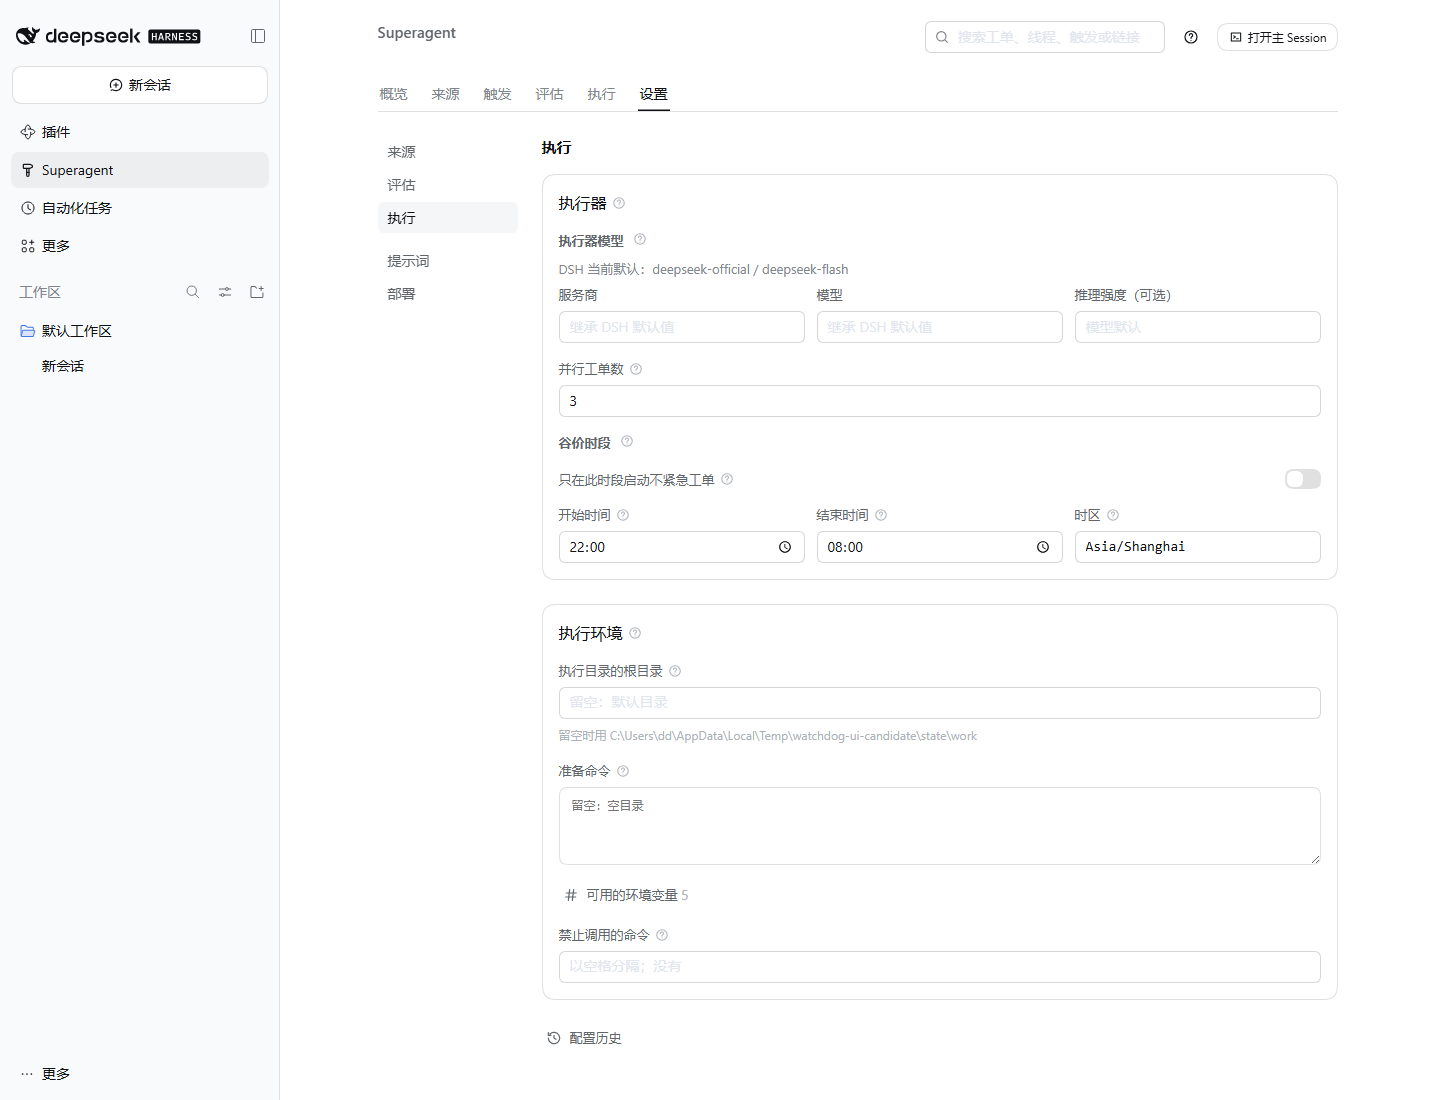 deepseek HARNESS
新会话
插件
Superagent
自动化任务
更多
工作区
默认工作区
新会话
更多
Superagent
搜索工单、线程、触发或链接
打开主 Session
概览
来源
触发
评估
执行
设置
来源
评估
执行
提示词
部署
执行
执行器
执行器模型
DSH 当前默认：deepseek-official / deepseek-flash
服务商
模型
推理强度（可选）
继承 DSH 默认值
继承 DSH 默认值
模型默认
并行工单数
3
谷价时段
只在此时段启动不紧急工单
开始时间
结束时间
时区
22:00
08:00
Asia/Shanghai
执行环境
执行目录的根目录
留空：默认目录
留空时用 C:\Users\dd\AppData\Local\Temp\watchdog-ui-candidate\state\work
准备命令
留空：空目录
# 可用的环境变量 5
禁止调用的命令
以空格分隔；没有
配置历史